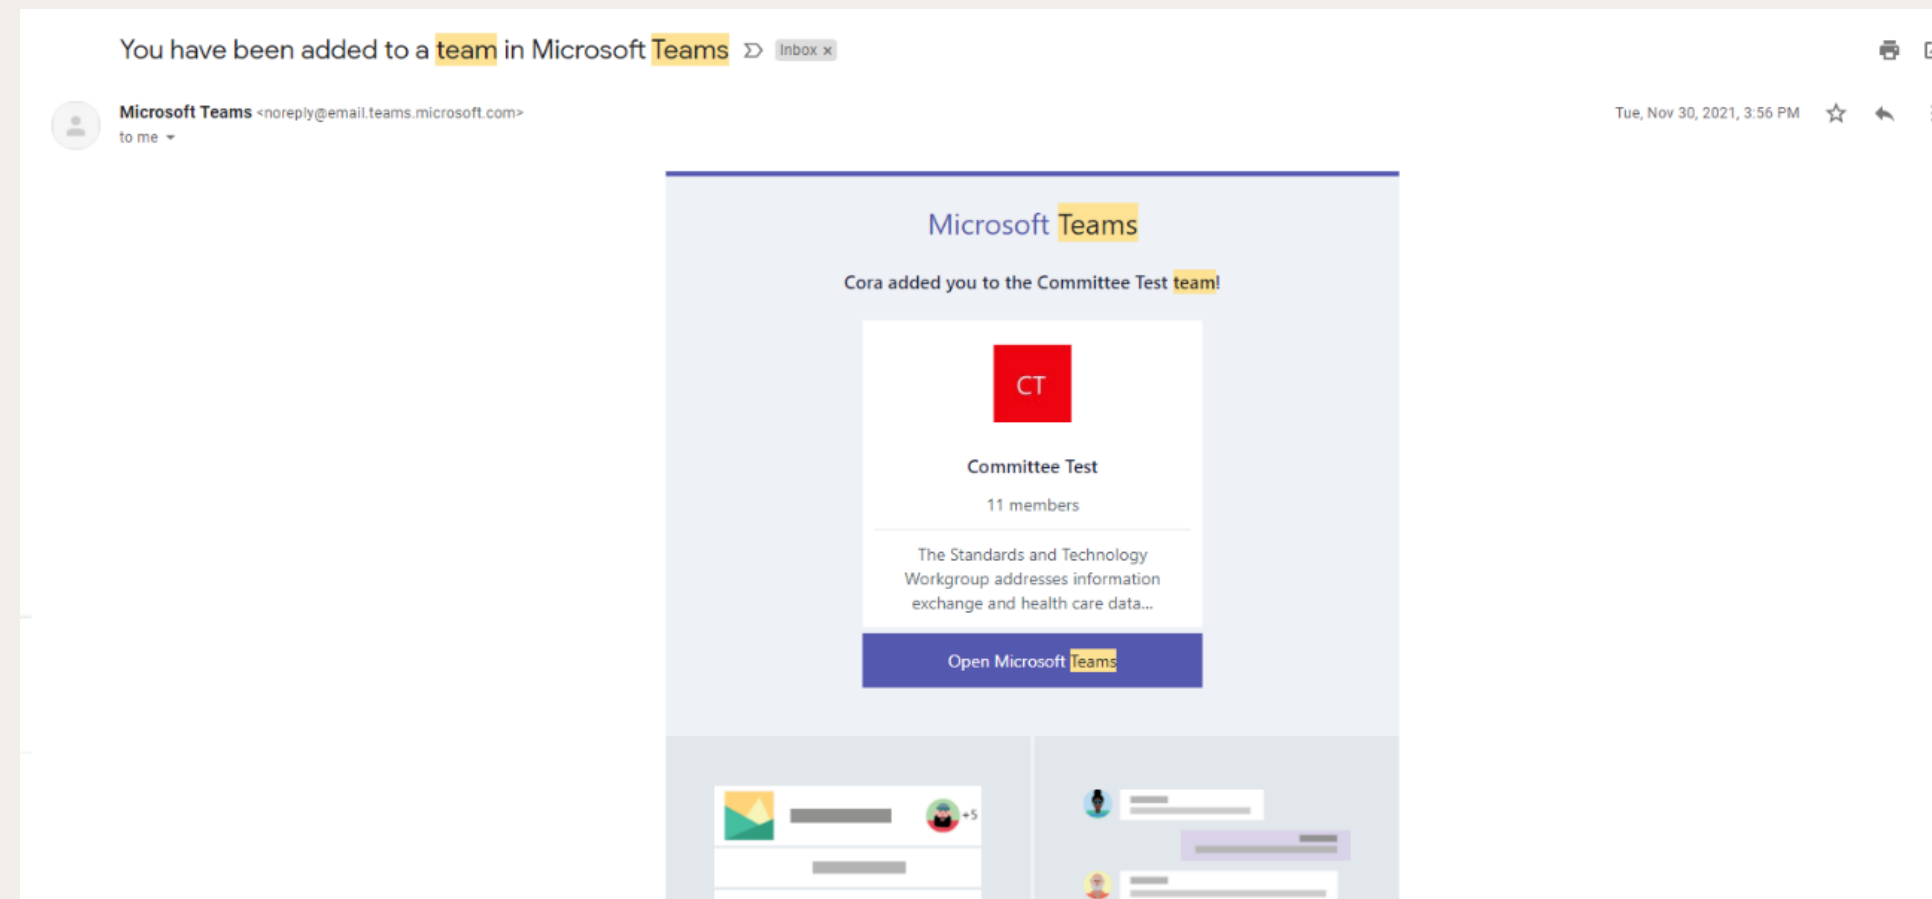 You have been added to a team in Microsoft Teams Inbox x
Microsoft Teams <noreply@email.teams.microsoft.com>
Tue, Nov 30, 2021, 3:56 PM
to me
Microsoft Teams
Cora added you to the Committee Test team!
CT
Committee Test
11 members
The Standards and Technology
Workgroup addresses information
exchange and health care data...
Open Microsoft Teams
+5